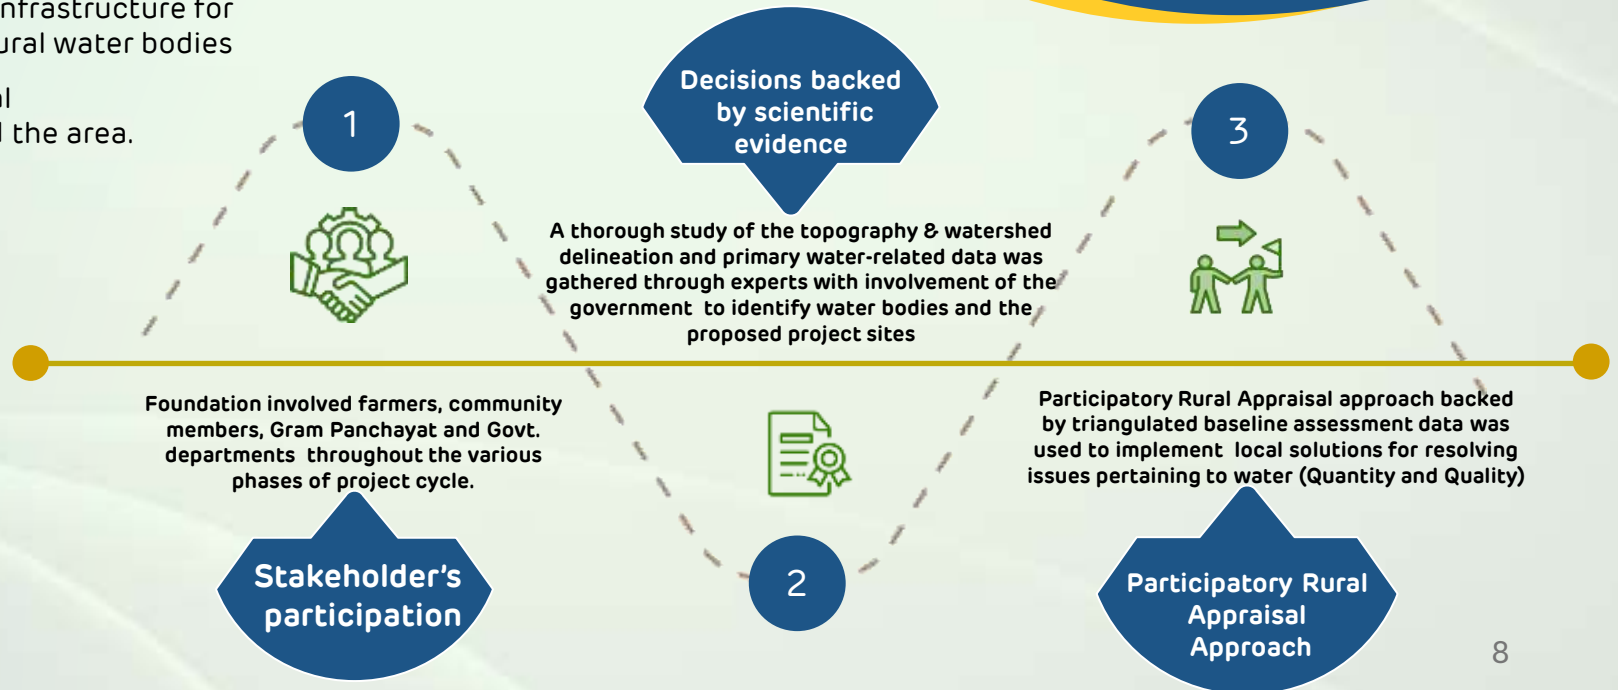 nfrastructure for
water bodies
the area.
1
Foundation involved farmers, community
members, Gram Panchayat and Govt.
departments throughout the various
phases of project cycle.
Stakeholder's
participation
Decisions backed
by scientific
evidence
A thorough study of the topography & watershed
delineation and primary water-related data was
gathered through experts with involvement of the
government to identify water bodies and the
proposed project sites
2
3
Participatory Rural Appraisal approach backed
by triangulated baseline assessment data was
used to implement local solutions for resolving
issues pertaining to water (Quantity and Quality)
Participatory Rural
Appraisal
Approach
8